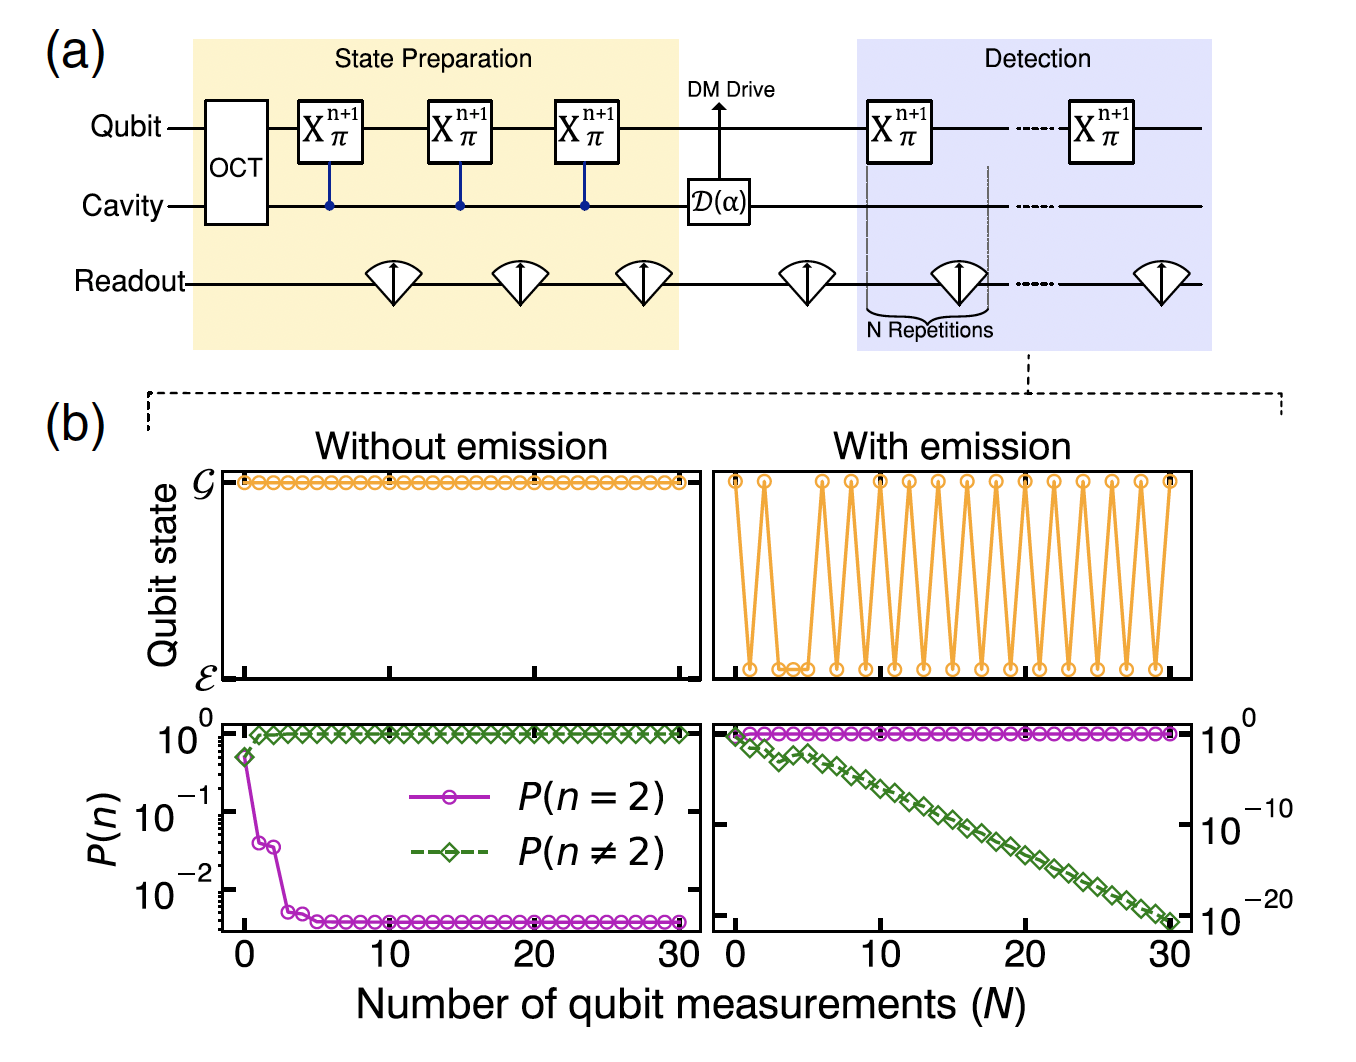 (a)
State Preparation
Detection
DM Drive
Qubit
OCT
X π n+1
X π n+1
X π n+1
X π n+1
X π n+1
Cavity
𝒟(α)
Readout
N Repetitions
(b)
Without emission
With emission
Qubit state
𝒢
ℰ
P(n)
10^0
10^−1
10^−2
P(n = 2)
P(n ≠ 2)
10^0
10^−10
10^−20
0 10 20 30
0 10 20 30
Number of qubit measurements (N)